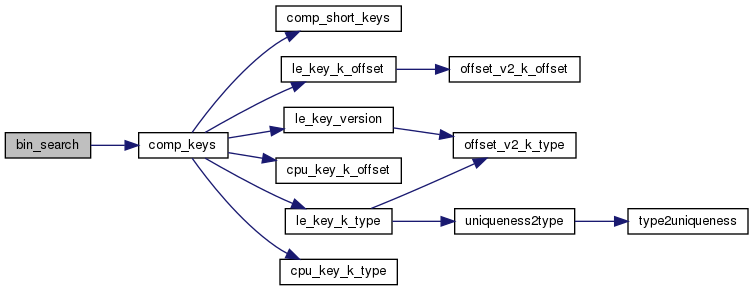 comp_short_keys
le_key_k_offset
offset_v2_k_offset
le_key_version
bin_search
comp_keys
offset_v2_k_type
cpu_key_k_offset
le_key_k_type
uniqueness2type
type2uniqueness
cpu_key_k_type